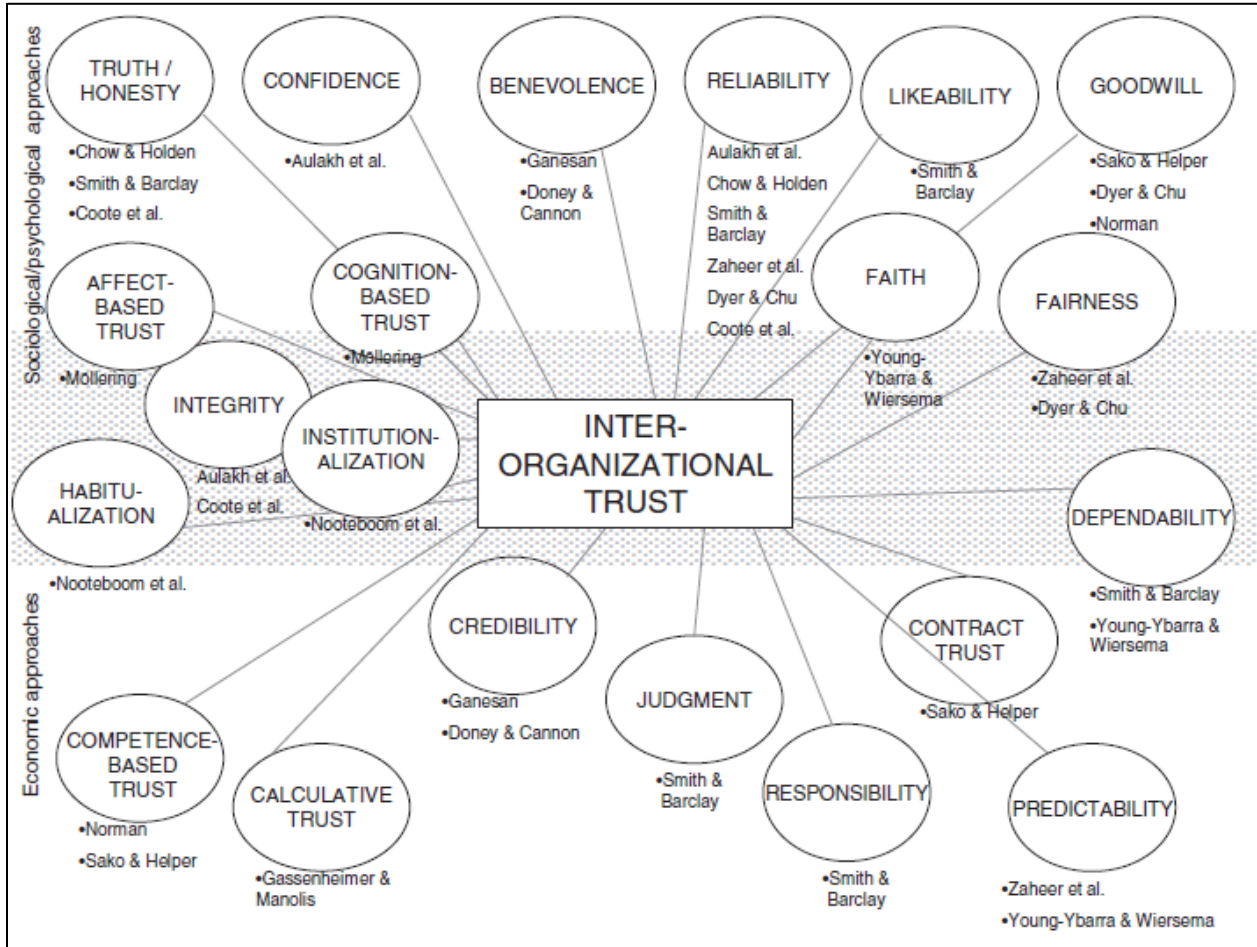 Sociological/psychological approaches
Economic approaches
TRUTH /
HONESTY
•Chow & Holden
•Smith & Barclay
•Coote et al.
CONFIDENCE
•Aulakh et al.
BENEVOLENCE
•Ganesan
•Doney &
Cannon
RELIABILITY
Aulakh et al.
Chow & Holden
Smith &
Barclay
Zaheer et al.
Dyer & Chu
Coote et al.
LIKEABILITY
•Smith &
Barclay
GOODWILL
•Sako & Helper
•Dyer & Chu
•Norman
AFFECT-
BASED
TRUST
•Möllering
COGNITION-
BASED
TRUST
•Möllering
FAITH
•Young-
Ybarra &
Wiersema
FAIRNESS
•Zaheer et al.
•Dyer & Chu
INTEGRITY
Aulakh et al.
Coote et al.
INSTITUTION-
ALIZATION
•Nooteboom et al.
INTER-
ORGANIZATIONAL
TRUST
HABITU-
ALIZATION
•Nooteboom et al.
DEPENDABILITY
•Smith & Barclay
•Young-Ybarra &
Wiersema
CREDIBILITY
•Ganesan
•Doney & Cannon
JUDGMENT
•Smith &
Barclay
CONTRACT
TRUST
•Sako & Helper
COMPETENCE-
BASED
TRUST
•Norman
•Sako & Helper
CALCULATIVE
TRUST
•Gassenheimer &
Manolis
RESPONSIBILITY
•Smith &
Barclay
PREDICTABILITY
•Zaheer et al.
•Young-Ybarra & Wiersema